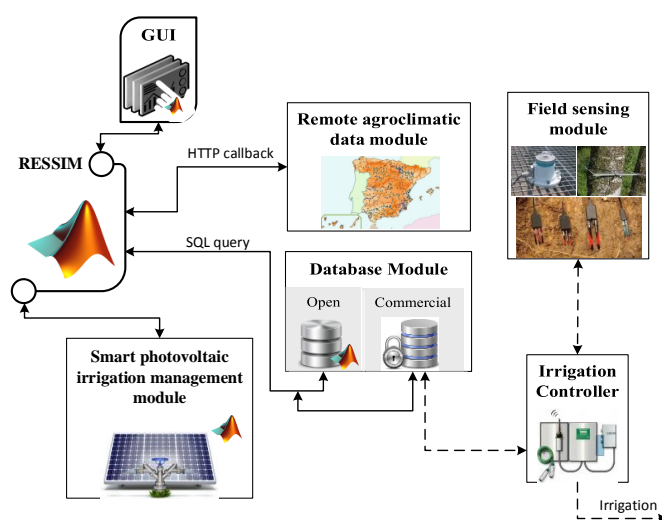 GUI
RESSIM
HTTP callback
Remote agroclimatic
data module
Field sensing
module
SQL query
Database Module
Open
Commercial
Smart photovoltaic
irrigation management
module
Irrigation
Controller
Irrigation